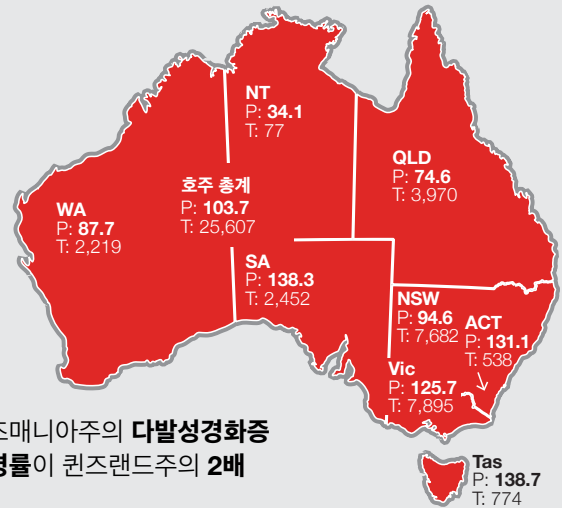 NT
P: 34.1
T: 77
QLD
P: 74.6
T: 3,970
호주 총계
P: 103.7
T: 25,607
WA
P: 87.7
T: 2,219
SA
P: 138.3
T: 2,452
NSW
P: 94.6
T: 7,682
ACT
P: 131.1
T: 538
Vic
P: 125.7
T: 7,895
즈매니아주의 다발성경화증
병률이 퀸즈랜드주의 2배
Tas
P: 138.7
T: 774